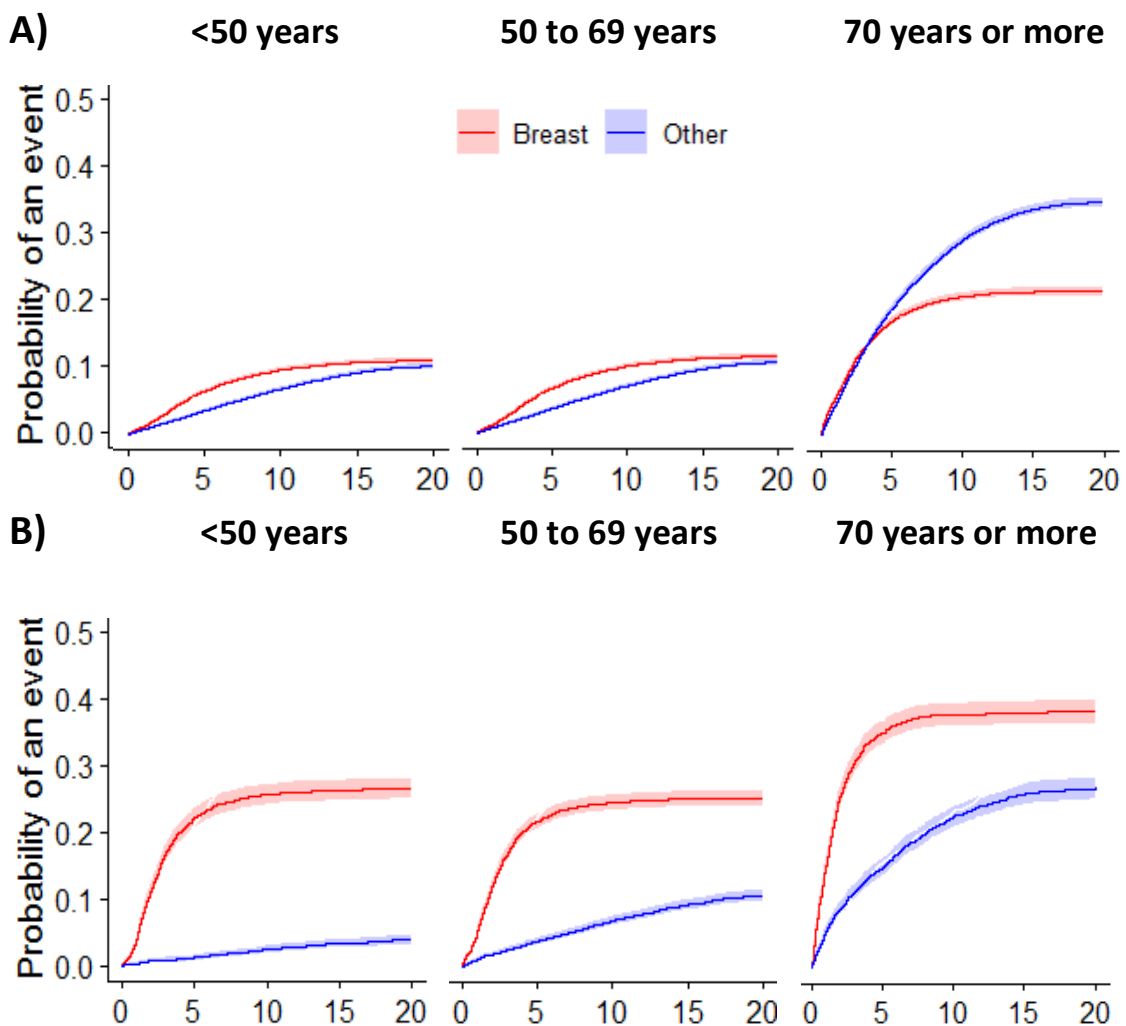 A) <50 years 50 to 69 years 70 years or more
Probability of an event
0.5
0.4
0.3
0.2
0.1
0.0
Breast Other
0 5 10 15 20 0 5 10 15 20 0 5 10 15 20
B) <50 years 50 to 69 years 70 years or more
Probability of an event
0.5
0.4
0.3
0.2
0.1
0.0
0 5 10 15 20 0 5 10 15 20 0 5 10 15 20